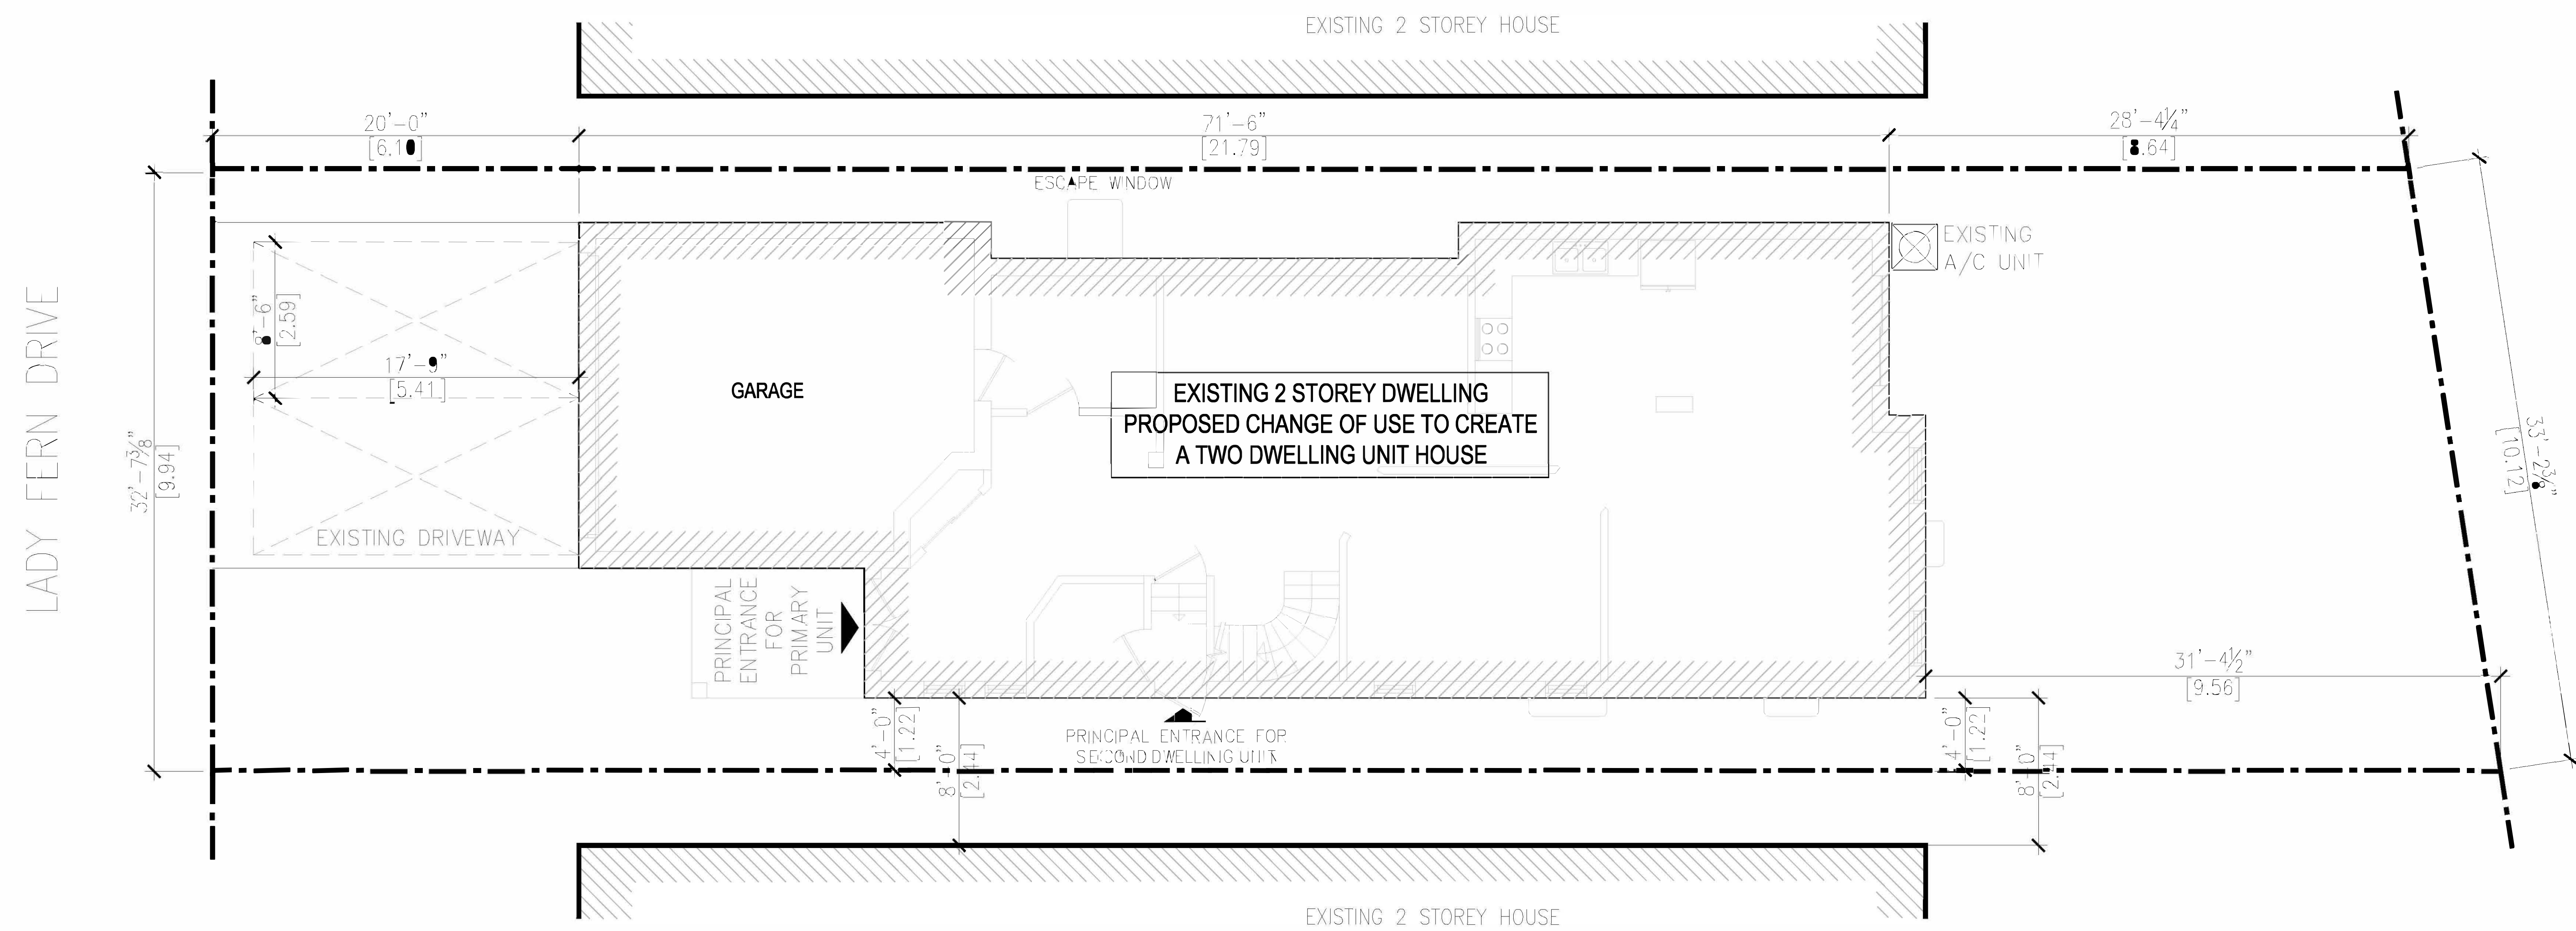 EXISTING 2 STOREY HOUSE
20'-0"
[6.10]
71'-6"
[21.79]
28'-4¼"
[8.64]
ESCAPE WINDOW
EXISTING
A/C UNIT
LADY FERN DRIVE
32'-7⅜"
[9.94]
8'-6"
[2.59]
17'-9"
[5.41]
GARAGE
EXISTING 2 STOREY DWELLING
PROPOSED CHANGE OF USE TO CREATE
A TWO DWELLING UNIT HOUSE
33'-2⅜"
[10.12]
EXISTING DRIVEWAY
PRINCIPAL
ENTRANCE
FOR
PRIMARY
UNIT
31'-4½"
[9.56]
4'-0"
[1.22]
8'-0"
[2.44]
PRINCIPAL ENTRANCE FOR
SECOND DWELLING UNIT
4'-0"
[1.22]
8'-0"
[2.44]
EXISTING 2 STOREY HOUSE